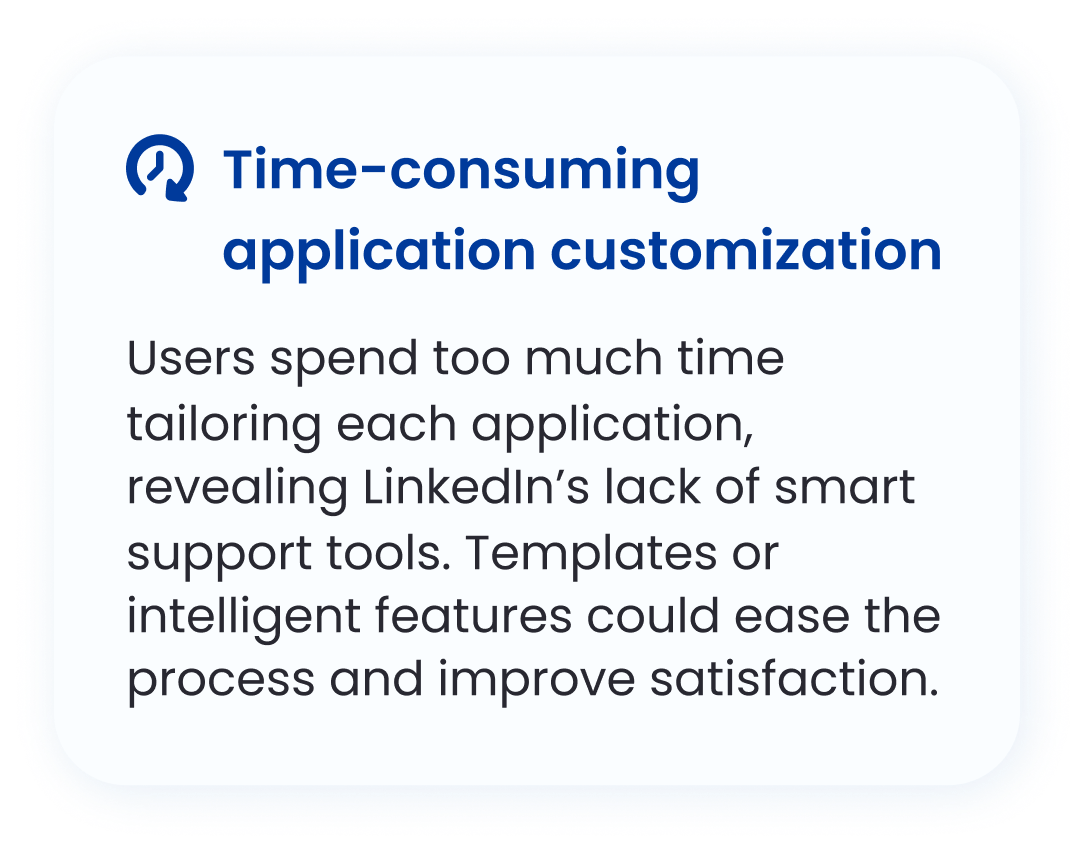 Time-consuming
application customization
Users spend too much time
tailoring each application,
revealing LinkedIn’s lack of smart
support tools. Templates or
intelligent features could ease the
process and improve satisfaction.